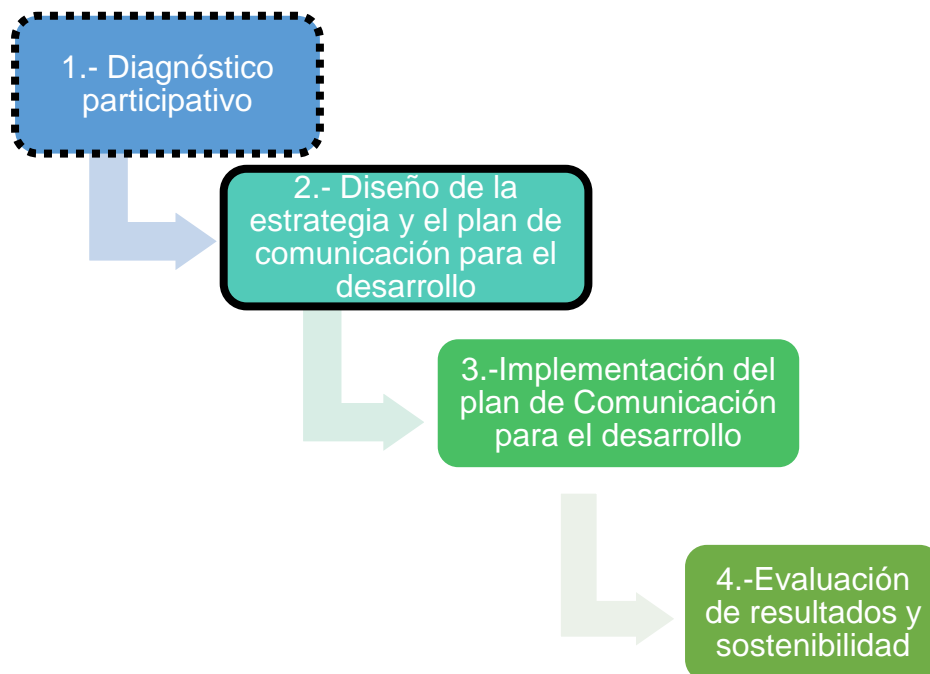 1.- Diagnóstico
participativo
2.- Diseño de la
estrategia y el plan de
comunicación para el
desarrollo
3.-Implementación del
plan de Comunicación
para el desarrollo
4.-Evaluación
de resultados y
sostenibilidad